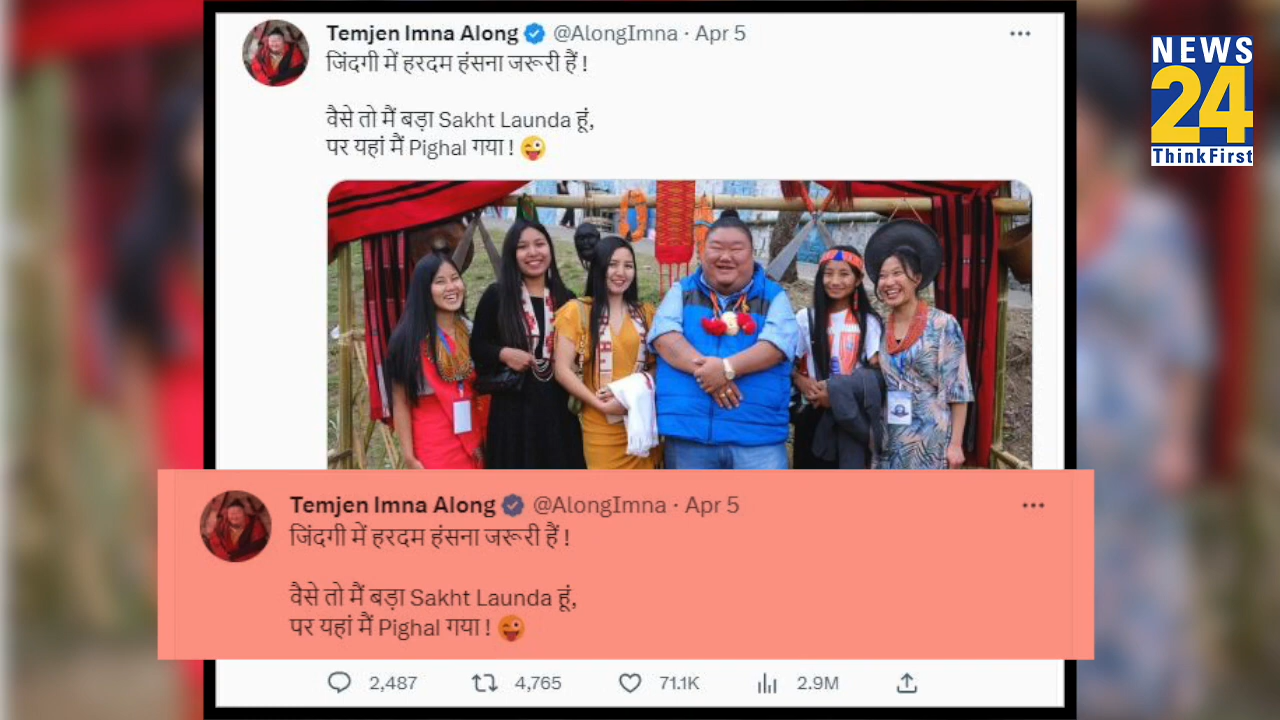 Temjen Imna Along @AlongImna · Apr 5
जिंदगी में हरदम हंसना जरूरी हैं !
वैसे तो मैं बड़ा Sakht Launda हूं,
पर यहां मैं Pighal गया ! 😜
NEWS
24
ThinkFirst
Temjen Imna Along @AlongImna · Apr 5
जिंदगी में हरदम हंसना जरूरी हैं !
वैसे तो मैं बड़ा Sakht Launda हूं,
पर यहां मैं Pighal गया ! 😜
2,487 4,765 71.1K 2.9M